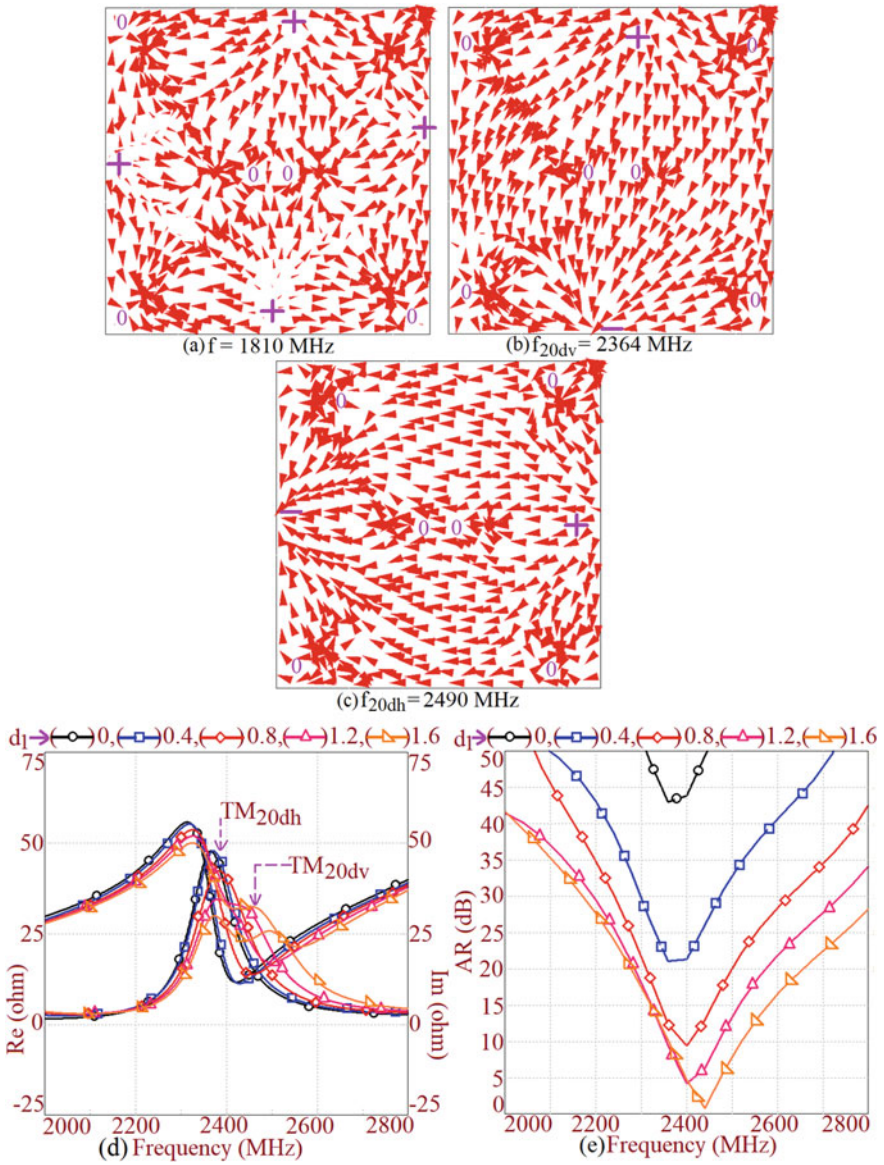 0 + 0
+
+
0 0
+
0 0
(a) f = 1810 MHz
0 + 0
0 0
0 − 0
(b) f20dv = 2364 MHz
0 0
−
0 0 +
0 0
(c) f20dh = 2490 MHz
d1→( )0,( )0.4,( )0.8,( )1.2,( )1.6
75
50
25
0
-25
Re (ohm)
TM20dh
TM20dv
75
50
25
0
-25
Im (ohm)
2000 2200 2400 2600 2800
(d) Frequency (MHz)
d1→( )0,( )0.4,( )0.8,( )1.2,( )1.6
50
45
40
35
30
25
20
15
10
5
0
AR (dB)
2000 2200 2400 2600 2800
(e) Frequency (MHz)